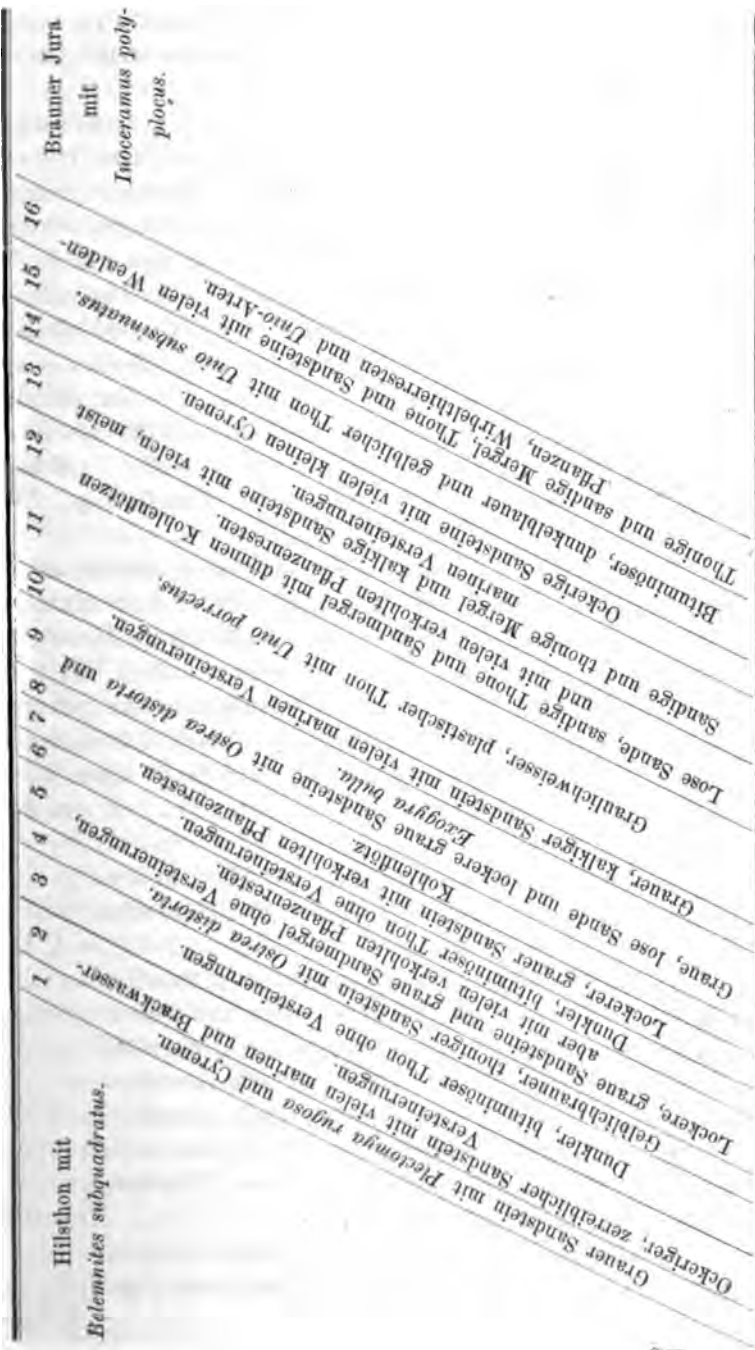 Hilsthon mit
Belemnites subquadratus.
1 2 3 4 5 6 7 8 9 10 11 12 13 14 15 16
Grauer Sandstein mit Plectomya rugosa und Cyrenen.
Ockeriger, zerreiblicher Sandstein mit vielen marinen und Brackwasser-
Versteinerungen.
Dunkler, bituminöser Thon ohne Versteinerungen.
Gelblichbrauner, thoniger Sandstein mit Ostrea distorta.
Lockere, graue Sandsteine und graue Sandmergel ohne Versteinerungen,
aber mit vielen verkohlten Pflanzenresten.
Dunkler, bituminöser Thon ohne Versteinerungen.
Lockerer, grauer Sandstein mit verkohlten Pflanzenresten.
Kohlenflötz.
Graue, lose Sande und lockere graue Sandsteine mit Ostrea distorta und
Exogyra bulla.
Grauer, kalkiger Sandstein mit vielen marinen Versteinerungen.
Graulichweisser, plastischer Thon mit Unio porrectus,
Lose Sande, sandige Thone und Sandmergel mit dünnen Kohlenflötzen
und mit vielen verkohlten Pflanzenresten.
Sandige und thonige Mergel und kalkige Sandsteine mit vielen, meist
marinen Versteinerungen.
Ockerige Sandsteine mit vielen kleinen Cyrenen.
Bituminöser, dunkelblauer und gelblicher Thon mit Unio subsinuatus.
Thonige und sandige Mergel, Thone und Sandsteine mit vielen Wealden-
Pflanzen, Wirbelthierresten und Unio-Arten.
Brauner Jura
mit
Inoceramus poly-
plocus.